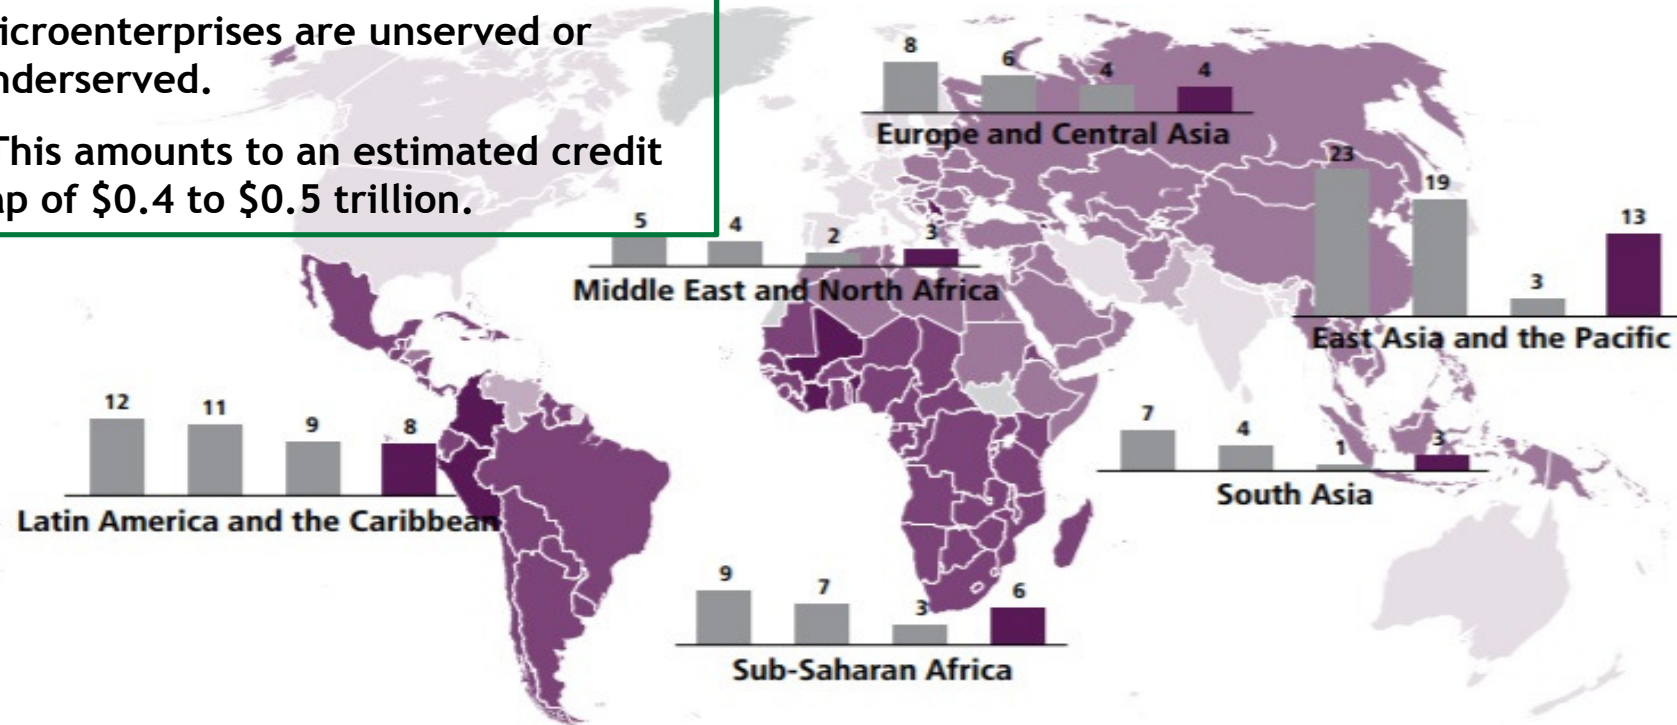 icroenterprises are unserved or
nderserved.
This amounts to an estimated credit
ap of $0.4 to $0.5 trillion.
8 6 4 4
Europe and Central Asia
23 19 3 13
East Asia and the Pacific
5 4 2 3
Middle East and North Africa
12 11 9 8
Latin America and the Caribbean
7 4 1 3
South Asia
9 7 3 6
Sub-Saharan Africa